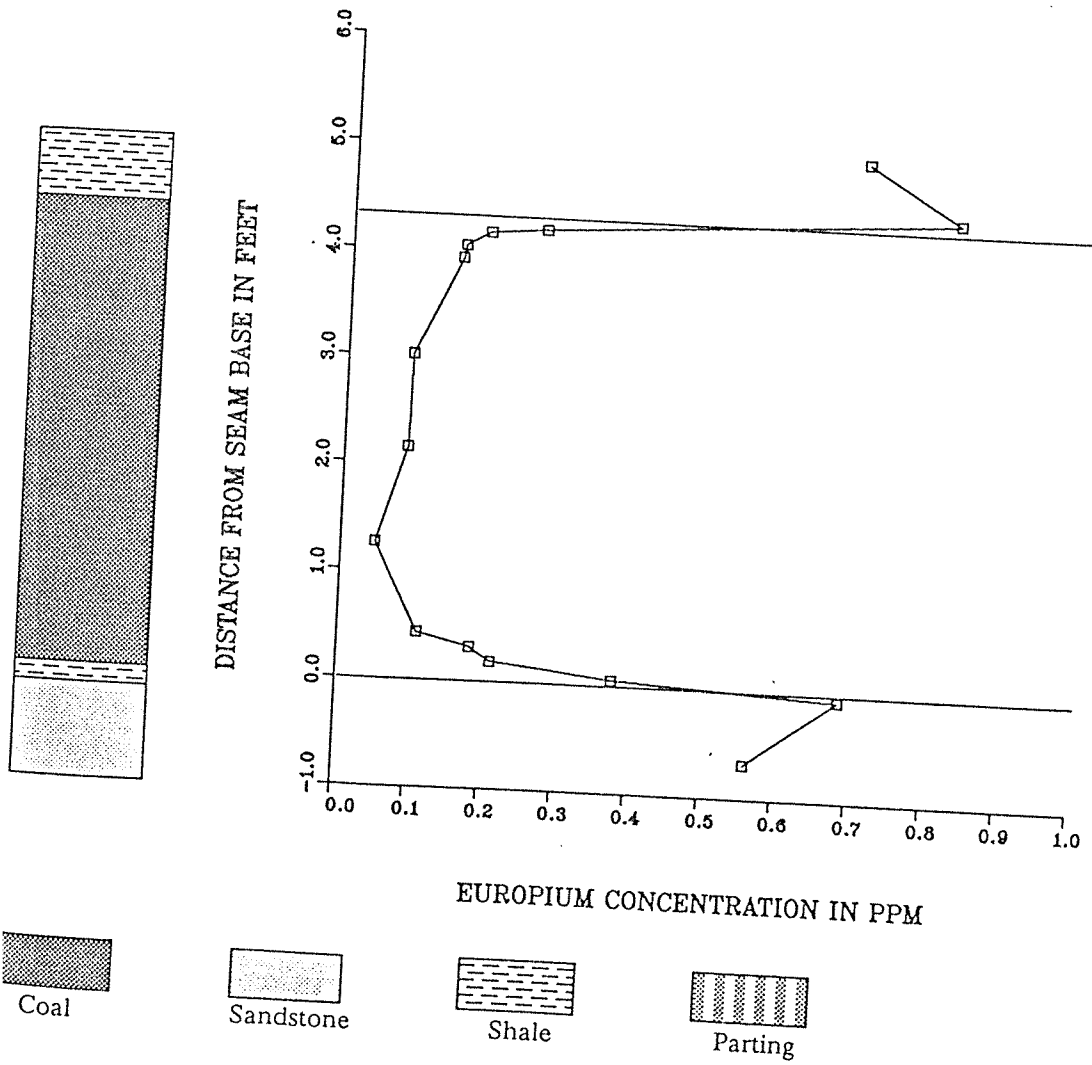 6.0
5.0
4.0
3.0
2.0
1.0
0.0
-1.0
DISTANCE FROM SEAM BASE IN FEET
0.0 0.1 0.2 0.3 0.4 0.5 0.6 0.7 0.8 0.9 1.0
EUROPIUM CONCENTRATION IN PPM
Coal
Sandstone
Shale
Parting